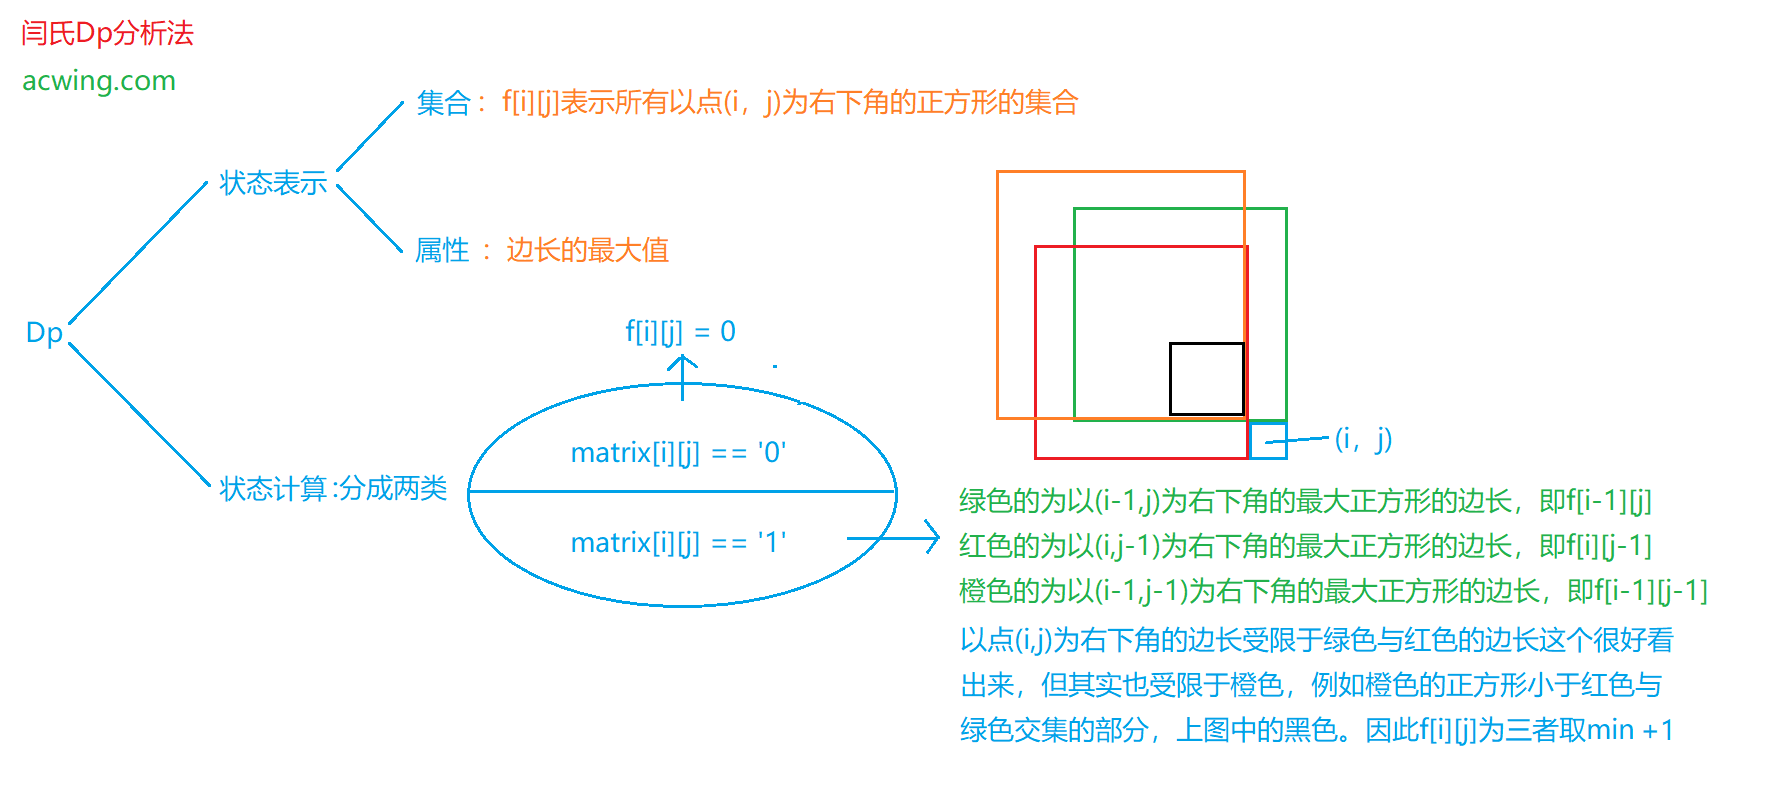 闫氏Dp分析法
acwing.com
集合：f[i][j]表示所有以点(i，j)为右下角的正方形的集合
状态表示
属性 ：边长的最大值
Dp
f[i][j] = 0
matrix[i][j] == '0'
(i，j)
状态计算:分成两类
matrix[i][j] == '1'
绿色的为以(i-1,j)为右下角的最大正方形的边长，即f[i-1][j]
红色的为以(i,j-1)为右下角的最大正方形的边长，即f[i][j-1]
橙色的为以(i-1,j-1)为右下角的最大正方形的边长，即f[i-1][j-1]
以点(i,j)为右下角的边长受限于绿色与红色的边长这个很好看
出来，但其实也受限于橙色，例如橙色的正方形小于红色与
绿色交集的部分，上图中的黑色。因此f[i][j]为三者取min +1